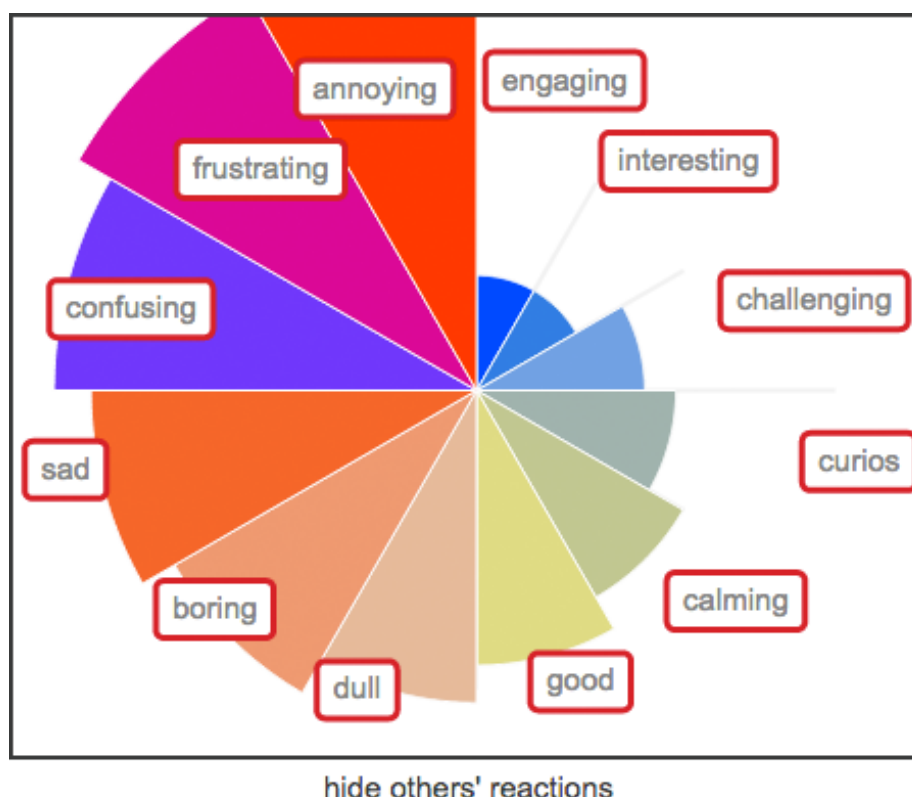 annoying
engaging
interesting
frustrating
challenging
confusing
curios
sad
calming
boring
good
dull
hide others' reactions